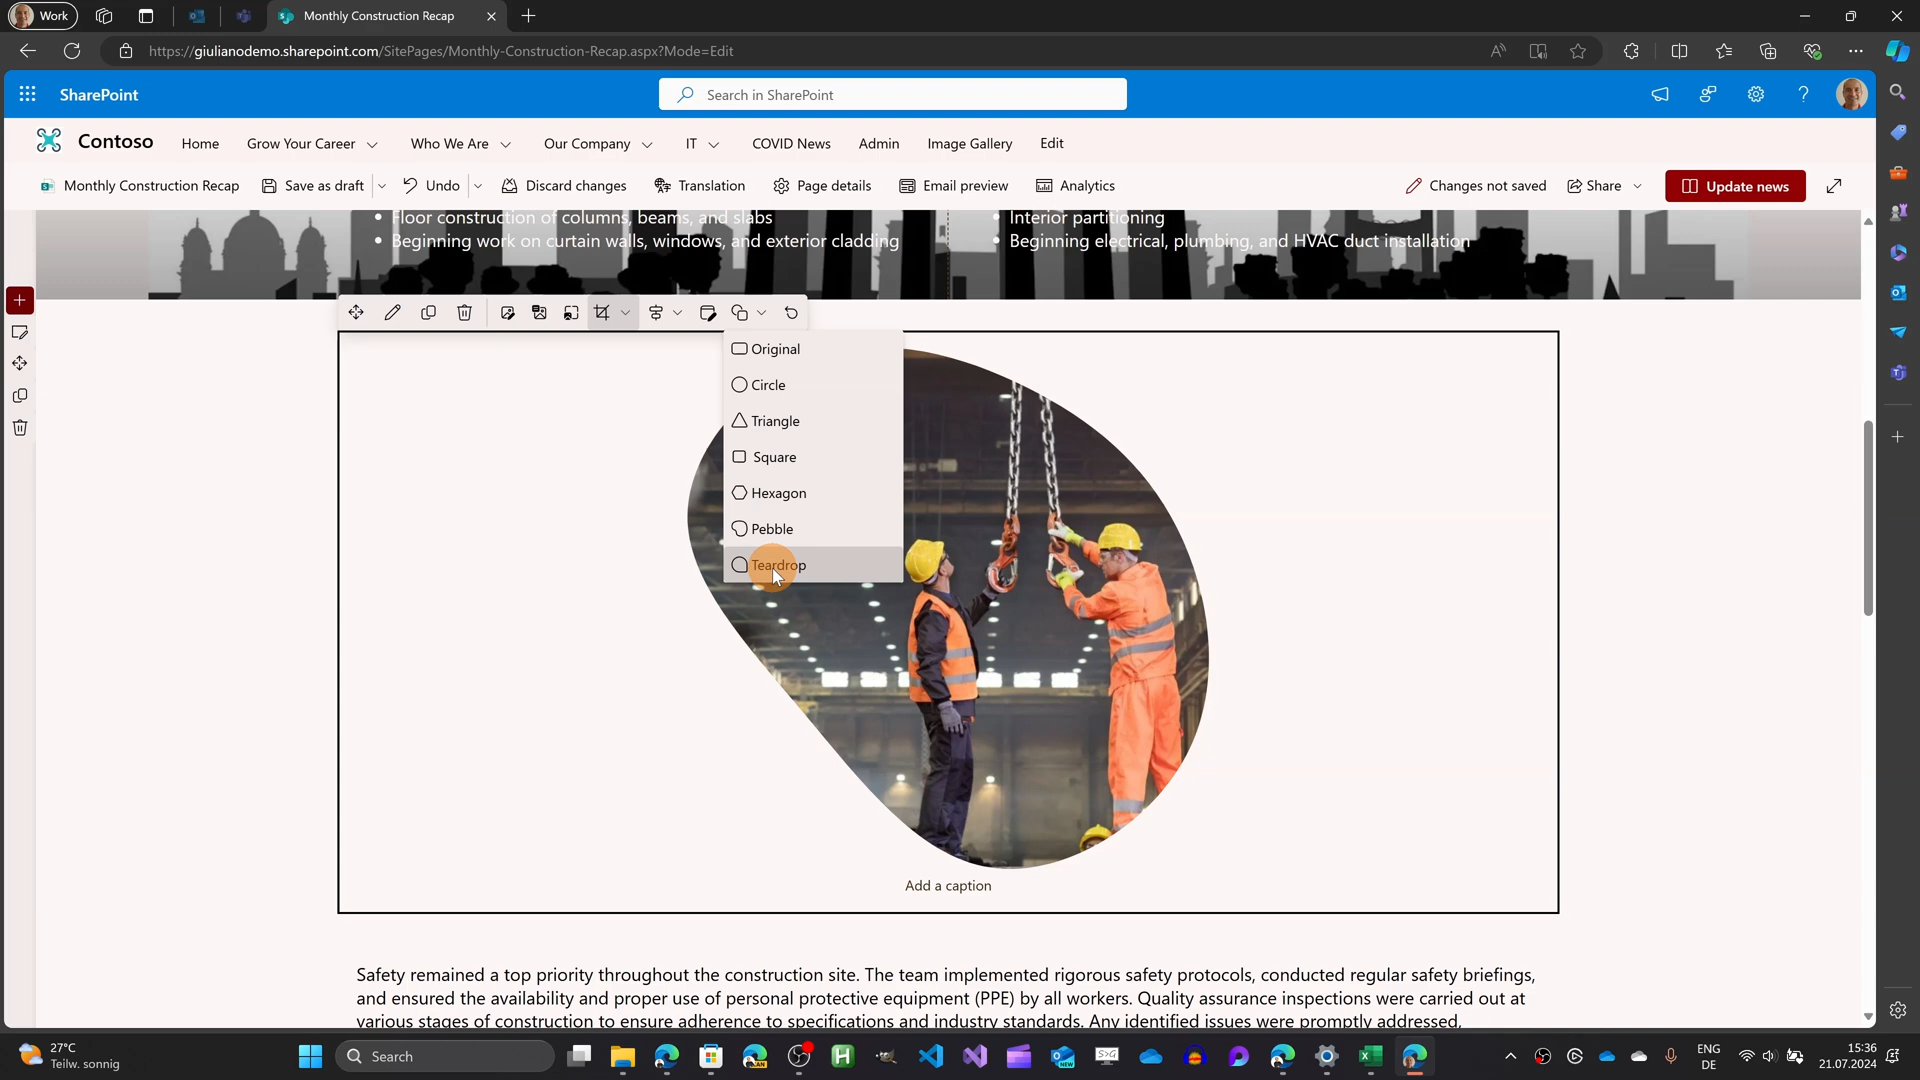 Work
Monthly Construction Recap
https://giulianodemo.sharepoint.com/SitePages/Monthly-Construction-Recap.aspx?Mode=Edit
SharePoint
Search in SharePoint
Contoso
Home
Grow Your Career
Who We Are
Our Company
IT
COVID News
Admin
Image Gallery
Edit
Monthly Construction Recap
Save as draft
Undo
Discard changes
Translation
Page details
Email preview
Analytics
Changes not saved
Share
Update news
• Floor construction of columns, beams, and slabs
• Beginning work on curtain walls, windows, and exterior cladding
• Interior partitioning
• Beginning electrical, plumbing, and HVAC duct installation
Original
Circle
Triangle
Square
Hexagon
Pebble
Teardrop
Add a caption
Safety remained a top priority throughout the construction site. The team implemented rigorous safety protocols, conducted regular safety briefings,
and ensured the availability and proper use of personal protective equipment (PPE) by all workers. Quality assurance inspections were carried out at
various stages of construction to ensure adherence to specifications and industry standards. Any identified issues were promptly addressed,
27°C
Teilw. sonnig
Search
ENG
DE
15:36
21.07.2024